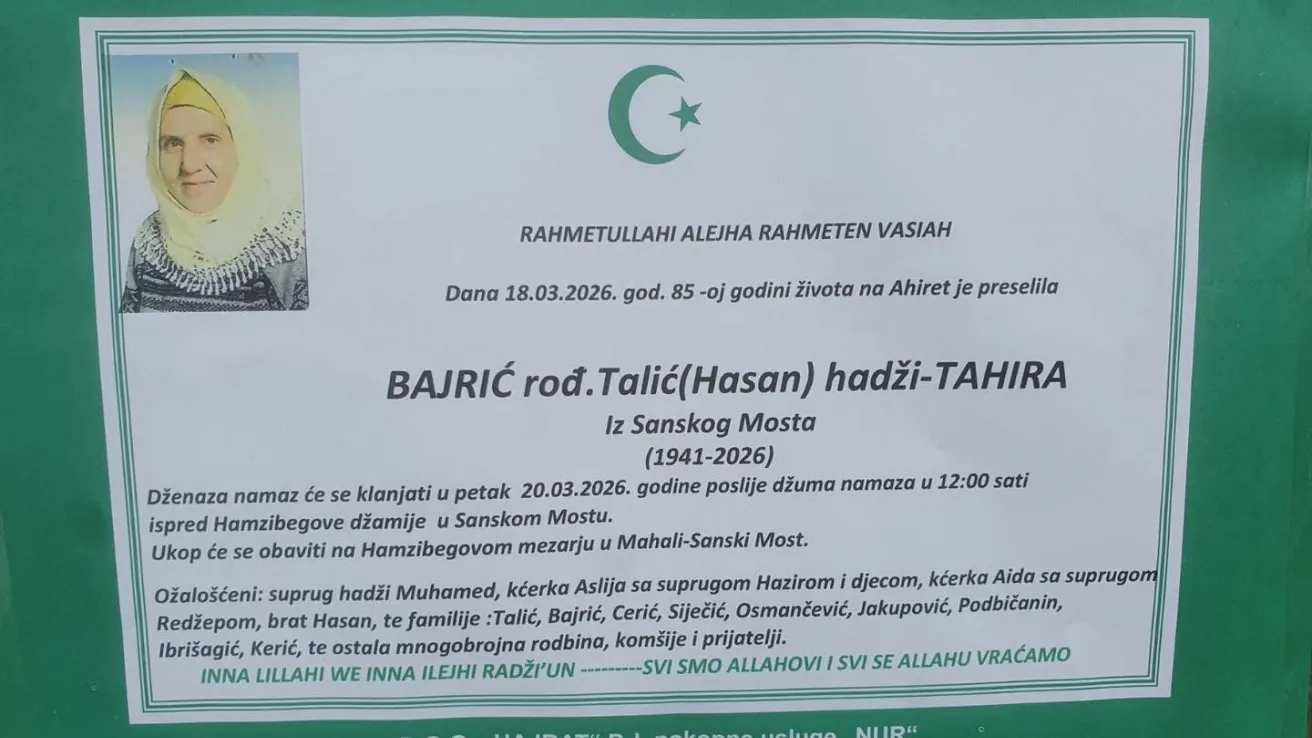 RAHMETULLAHI ALEJHA RAHMETEN VASIAH
Dana 18.03.2026. god. 85 -oj godini života na Ahiret je preselila
BAJRIĆ rođ.Talić(Hasan) hadži-TAHIRA
Iz Sanskog Mosta
(1941-2026)
Dženaza namaz će se klanjati u petak 20.03.2026. godine poslije džuma namaza u 12:00 sati
ispred Hamzibegove džamije u Sanskom Mostu.
Ukop će se obaviti na Hamzibegovom mezarju u Mahali-Sanski Most.
Ožalošćeni: suprug hadži Muhamed, kćerka Aslija sa suprugom Hazirom i djecom, kćerka Aida sa suprugom
Redžepom, brat Hasan, te familije :Talić, Bajrić, Cerić, Siječić, Osmančević, Jakupović, Podbičanin,
Ibrišagić, Kerić, te ostala mnogobrojna rodbina, komšije i prijatelji.
INNA LILLAHI WE INNA ILEJHI RADŽI'UN ---------SVI SMO ALLAHOVI I SVI SE ALLAHU VRAĆAMO
pokopne usluge „NUR“